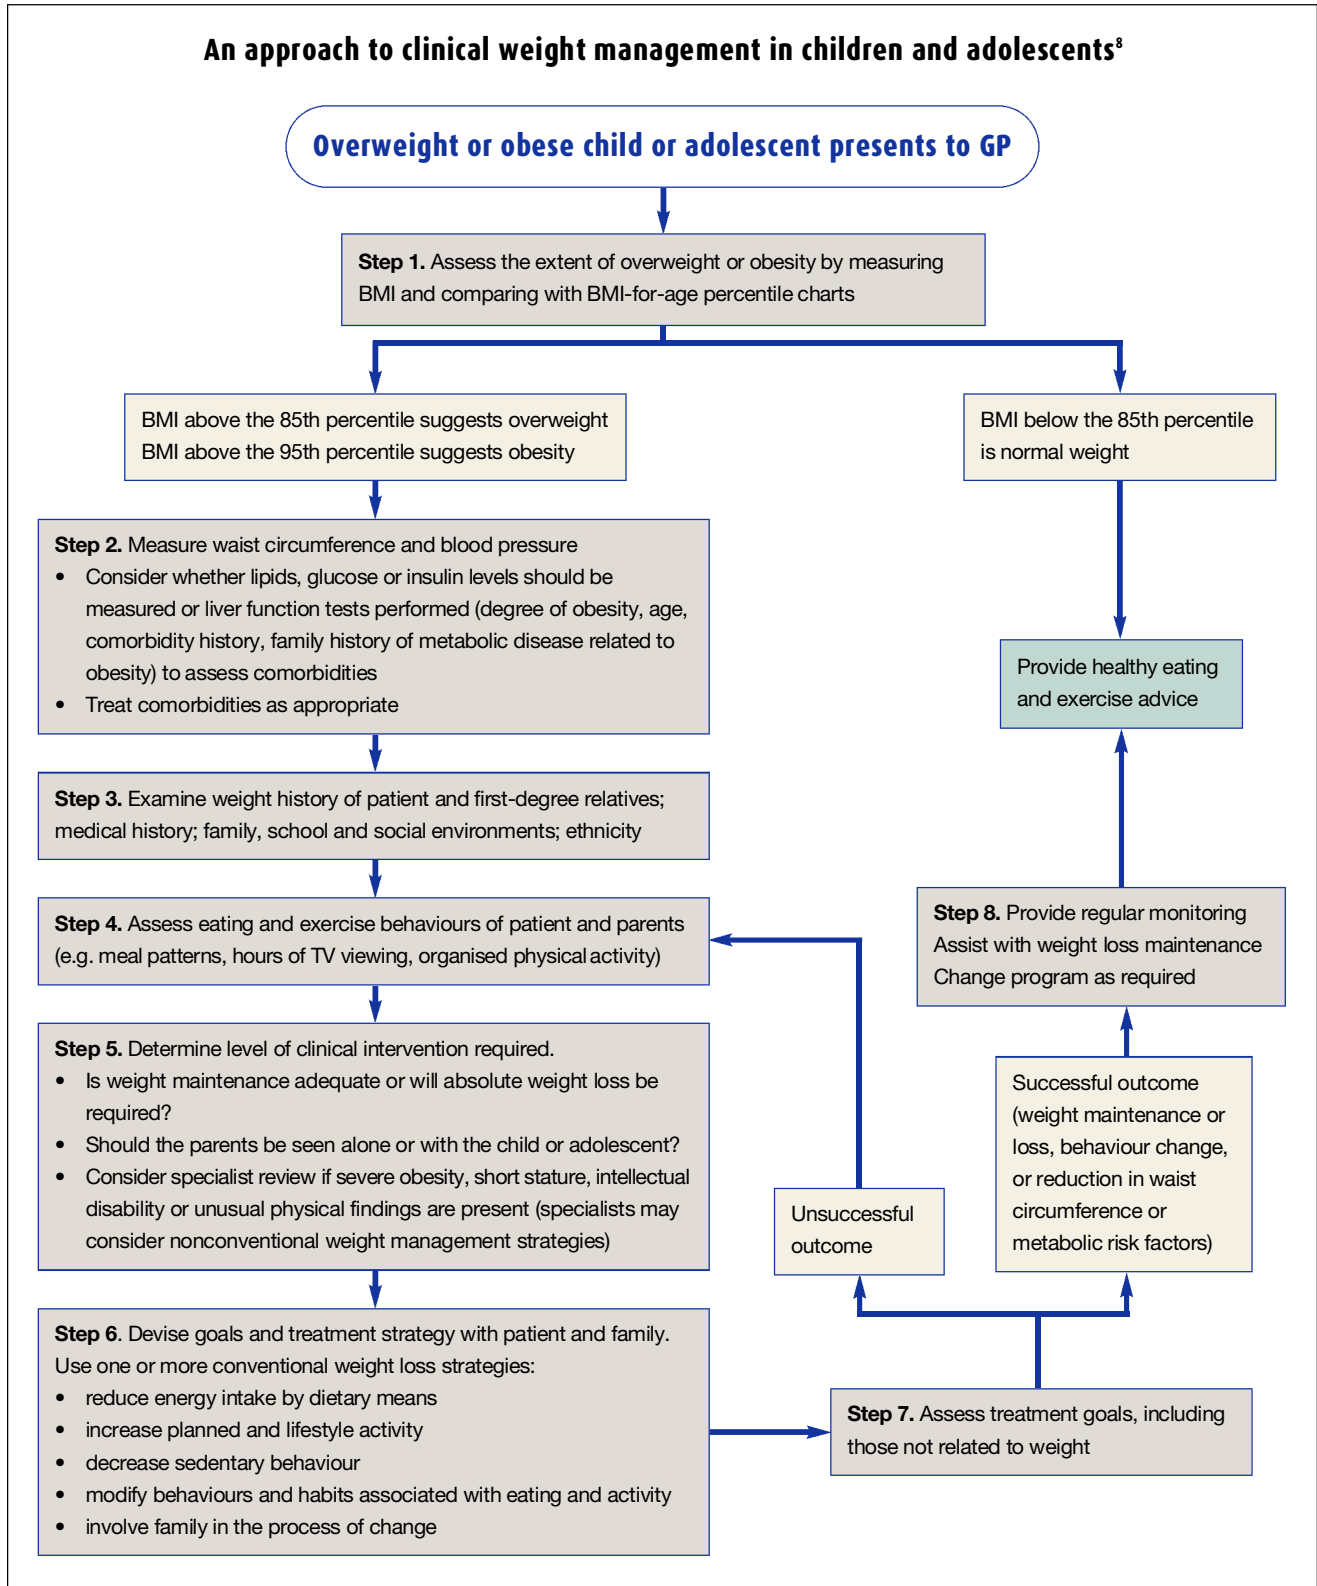 An approach to clinical weight management in children and adolescents⁸
Overweight or obese child or adolescent presents to GP
Step 1. Assess the extent of overweight or obesity by measuring
BMI and comparing with BMI-for-age percentile charts
BMI above the 85th percentile suggests overweight
BMI above the 95th percentile suggests obesity
BMI below the 85th percentile
is normal weight
Step 2. Measure waist circumference and blood pressure
• Consider whether lipids, glucose or insulin levels should be
measured or liver function tests performed (degree of obesity, age,
comorbidity history, family history of metabolic disease related to
obesity) to assess comorbidities
• Treat comorbidities as appropriate
Provide healthy eating
and exercise advice
Step 3. Examine weight history of patient and first-degree relatives;
medical history; family, school and social environments; ethnicity
Step 4. Assess eating and exercise behaviours of patient and parents
(e.g. meal patterns, hours of TV viewing, organised physical activity)
Step 8. Provide regular monitoring
Assist with weight loss maintenance
Change program as required
Step 5. Determine level of clinical intervention required.
• Is weight maintenance adequate or will absolute weight loss be
required?
• Should the parents be seen alone or with the child or adolescent?
• Consider specialist review if severe obesity, short stature, intellectual
disability or unusual physical findings are present (specialists may
consider nonconventional weight management strategies)
Unsuccessful
outcome
Successful outcome
(weight maintenance or
loss, behaviour change,
or reduction in waist
circumference or
metabolic risk factors)
Step 6. Devise goals and treatment strategy with patient and family.
Use one or more conventional weight loss strategies:
• reduce energy intake by dietary means
• increase planned and lifestyle activity
• decrease sedentary behaviour
• modify behaviours and habits associated with eating and activity
• involve family in the process of change
Step 7. Assess treatment goals, including
those not related to weight